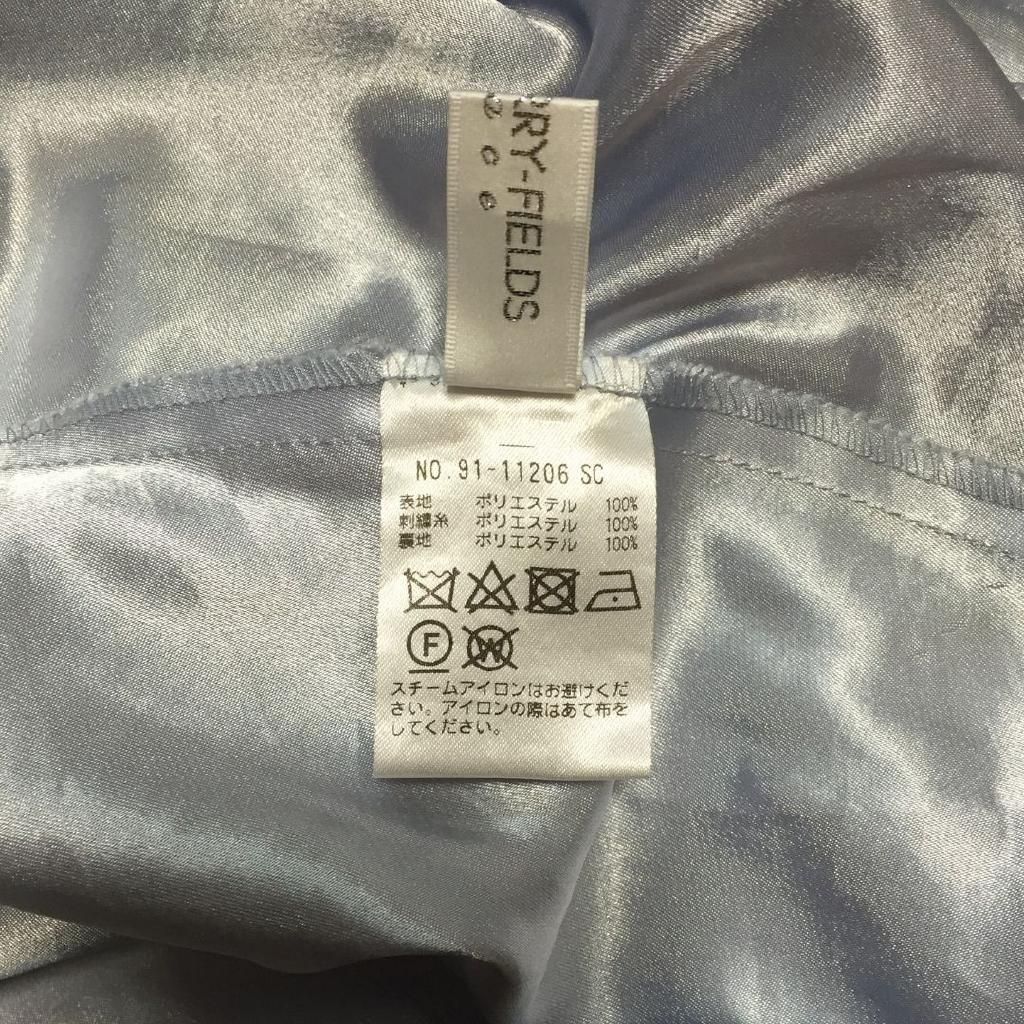 RY-FIELDS
NO.91-11206 SC
表地 ポリエステル 100%
刺繍糸 ポリエステル 100%
裏地 ポリエステル 100%
F W
スチームアイロンはお避けくだ
さい。アイロンの際はあて布を
してください。